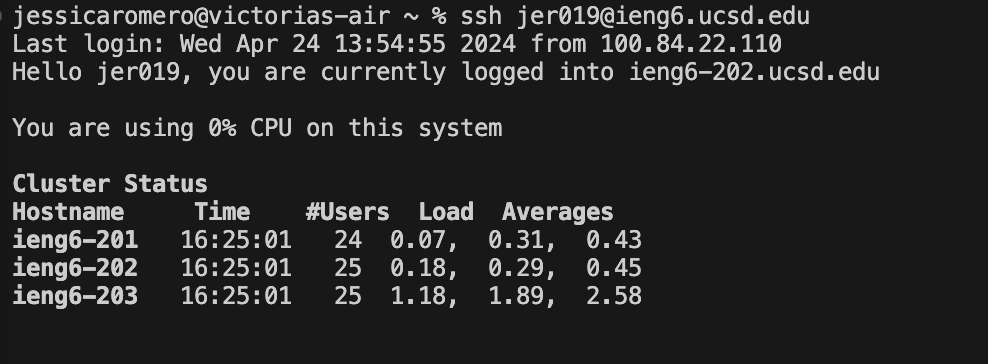 jessicaromero@victorias-air ~ % ssh jer019@ieng6.ucsd.edu
Last login: Wed Apr 24 13:54:55 2024 from 100.84.22.110
Hello jer019, you are currently logged into ieng6-202.ucsd.edu
You are using 0% CPU on this system
Cluster Status
Hostname     Time    #Users  Load  Averages
ieng6-201   16:25:01   24  0.07,  0.31,  0.43
ieng6-202   16:25:01   25  0.18,  0.29,  0.45
ieng6-203   16:25:01   25  1.18,  1.89,  2.58